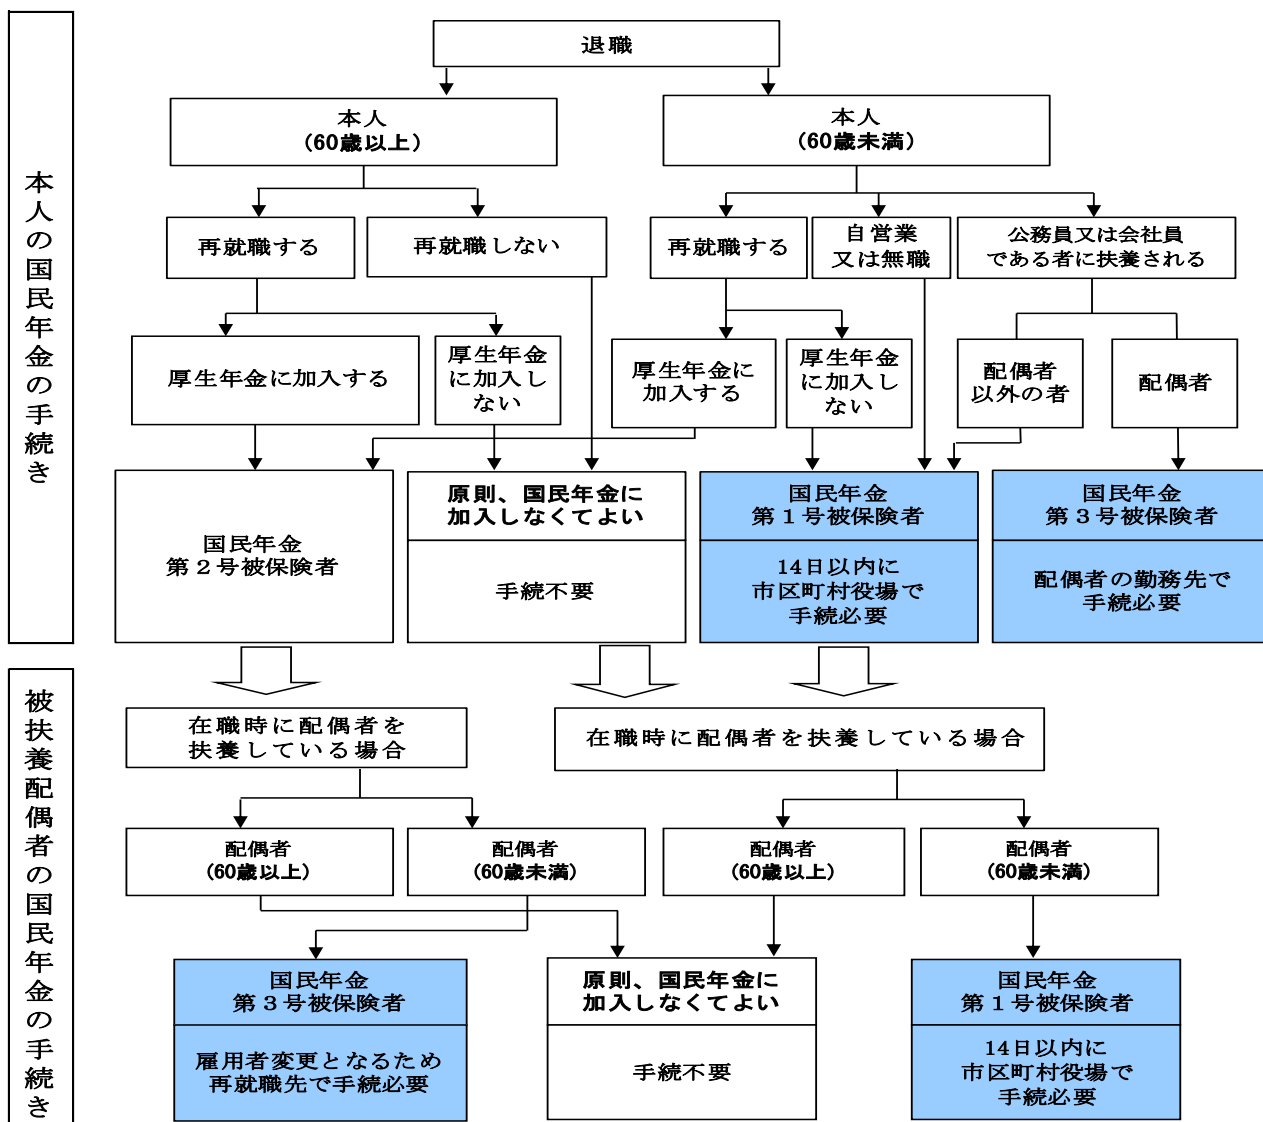 本人の国民年金の手続き
退職
本人
(60歳以上)
本人
(60歳未満)
再就職する
再就職しない
再就職する
自営業
又は無職
公務員又は会社員
である者に扶養される
厚生年金に加入する
厚生年金
に加入し
ない
厚生年金に
加入する
厚生年金
に加入し
ない
配偶者
以外の者
配偶者
国民年金
第２号被保険者
原則、国民年金に
加入しなくてよい
手続不要
国民年金
第１号被保険者
14日以内に
市区町村役場で
手続必要
国民年金
第３号被保険者
配偶者の勤務先で
手続必要
被扶養配偶者の国民年金の手続き
在職時に配偶者を
扶養している場合
在職時に配偶者を扶養している場合
配偶者
(60歳以上)
配偶者
(60歳未満)
配偶者
(60歳以上)
配偶者
(60歳未満)
国民年金
第３号被保険者
雇用者変更となるため
再就職先で手続必要
原則、国民年金に
加入しなくてよい
手続不要
国民年金
第１号被保険者
14日以内に
市区町村役場で
手続必要